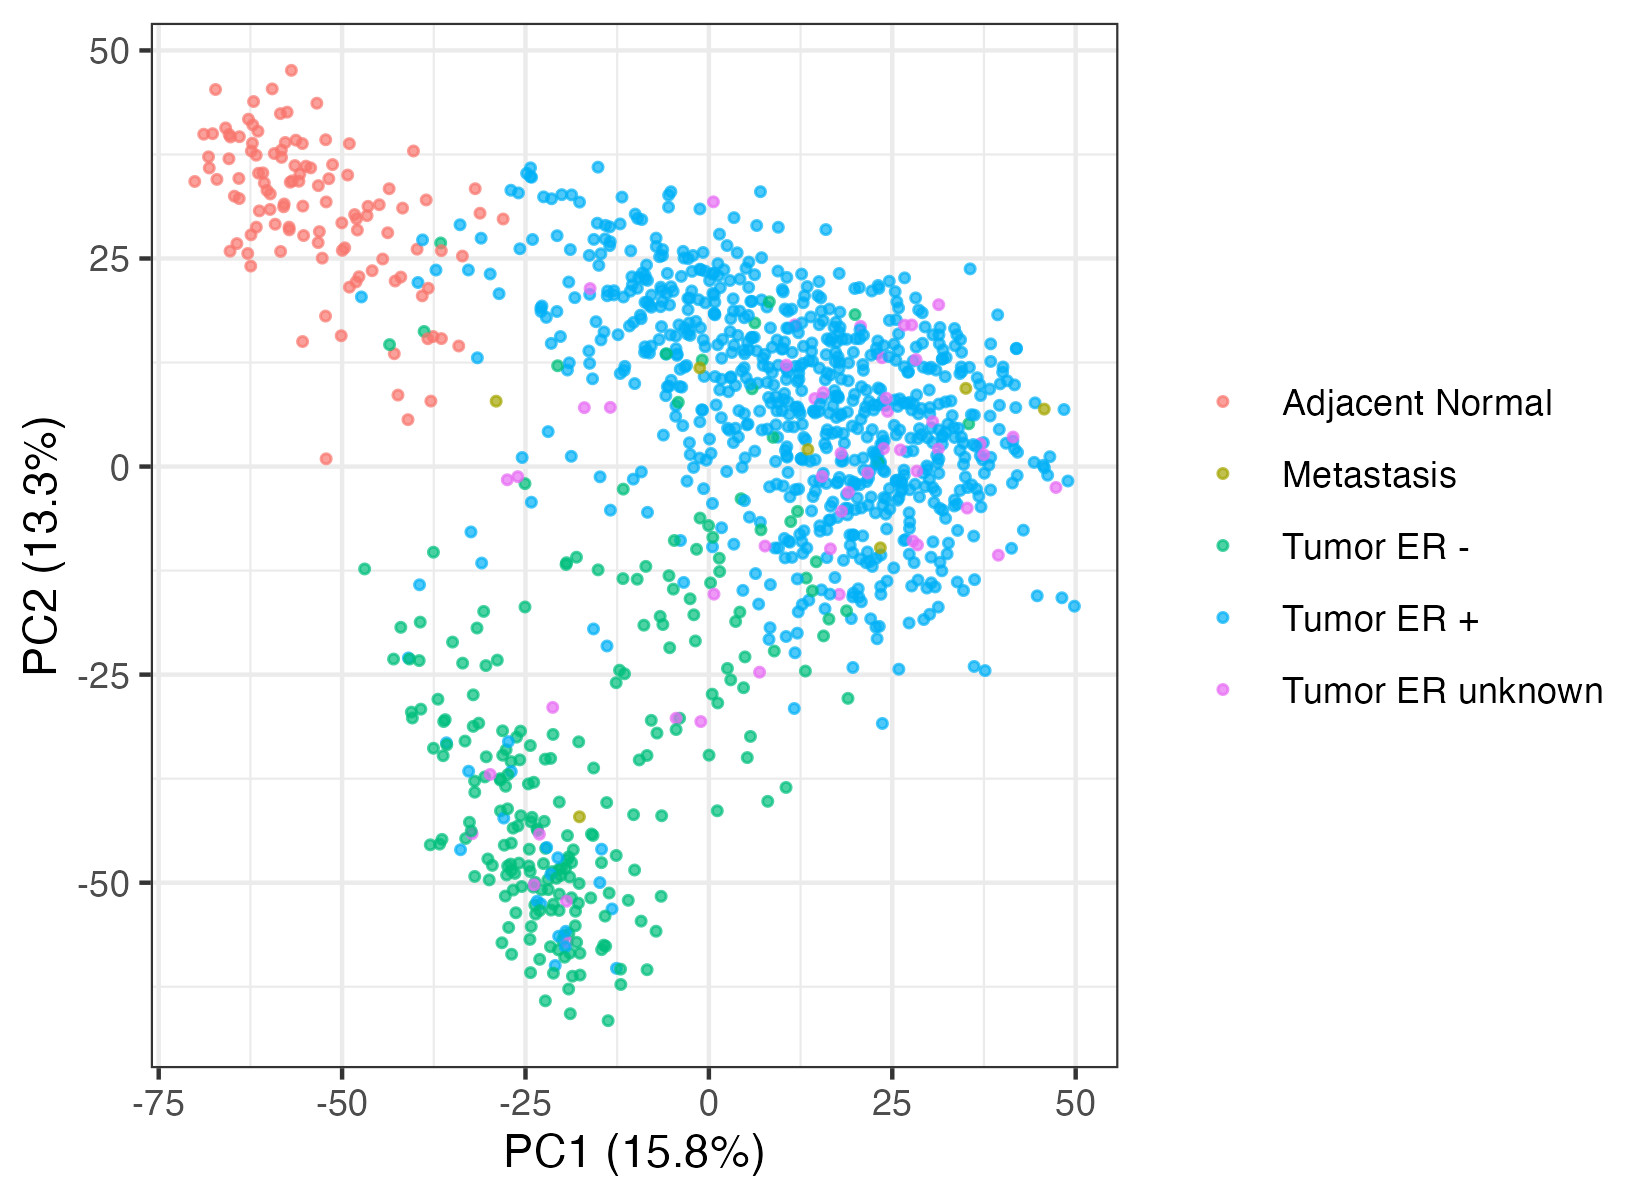 50
25
0
-25
-50
PC2 (13.3%)
-75 -50 -25 0 25 50
PC1 (15.8%)
Adjacent Normal
Metastasis
Tumor ER -
Tumor ER +
Tumor ER unknown